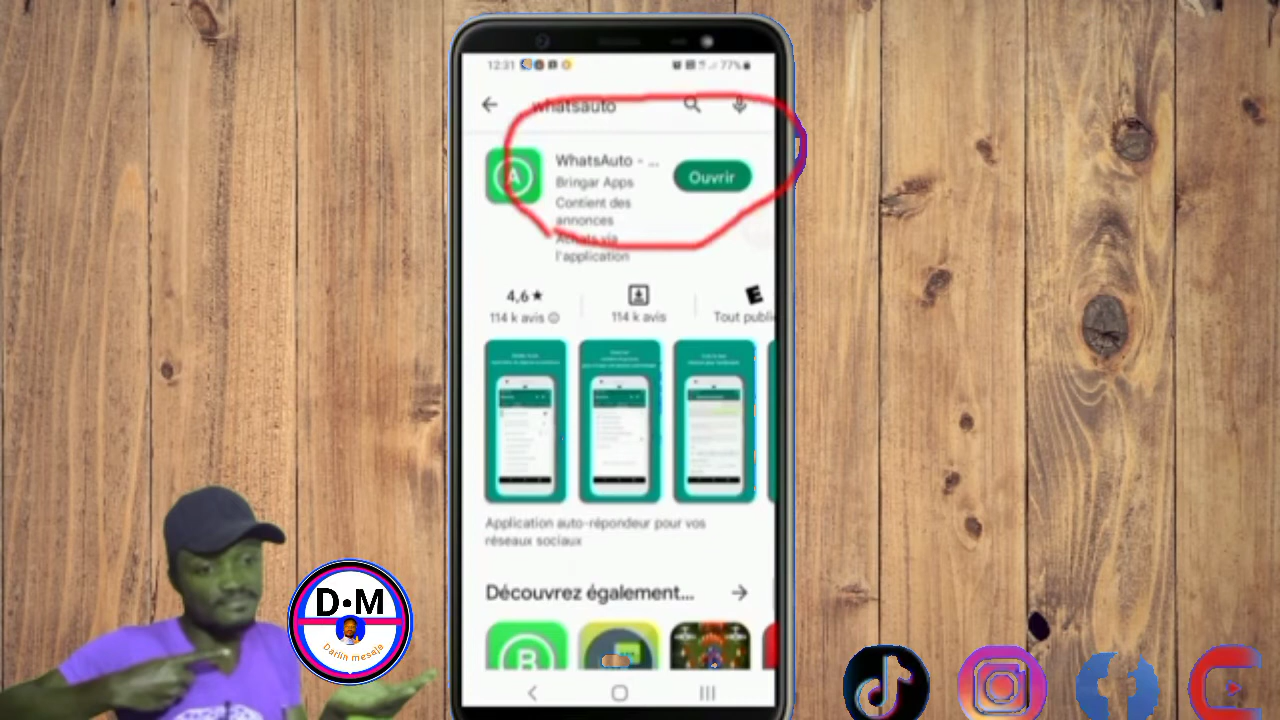 12:31
77%
whatsauto
WhatsAuto - ...
Ouvrir
Bringar Apps
Contient des
annonces
Achats via
l'application
4,6★
114 k avis
114 k avis
Tout publi
Application auto-répondeur pour vos
réseaux sociaux
Découvrez également...
D•M
Darlin mesaje